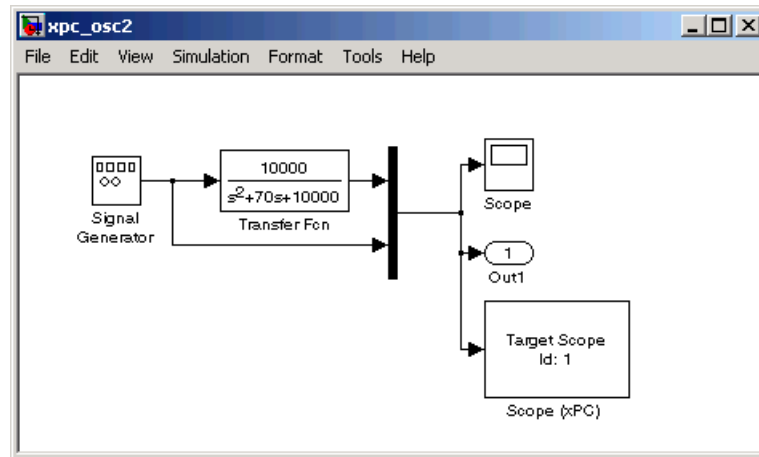 xpc_osc2
File Edit View Simulation Format Tools Help
10000
s²+70s+10000
Transfer Fcn
Signal
Generator
Scope
1
Out1
Target Scope
Id: 1
Scope (xPC)